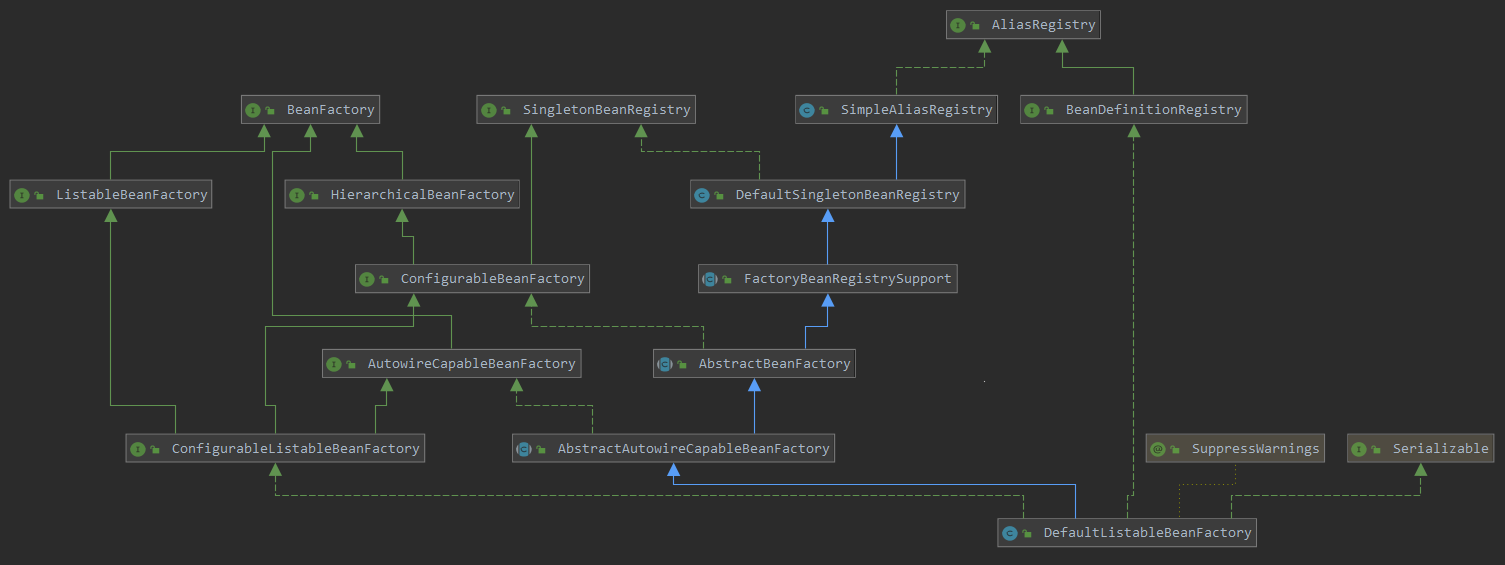 AliasRegistry
BeanFactory
SingletonBeanRegistry
SimpleAliasRegistry
BeanDefinitionRegistry
ListableBeanFactory
HierarchicalBeanFactory
DefaultSingletonBeanRegistry
ConfigurableBeanFactory
FactoryBeanRegistrySupport
AutowireCapableBeanFactory
AbstractBeanFactory
ConfigurableListableBeanFactory
AbstractAutowireCapableBeanFactory
SuppressWarnings
Serializable
DefaultListableBeanFactory